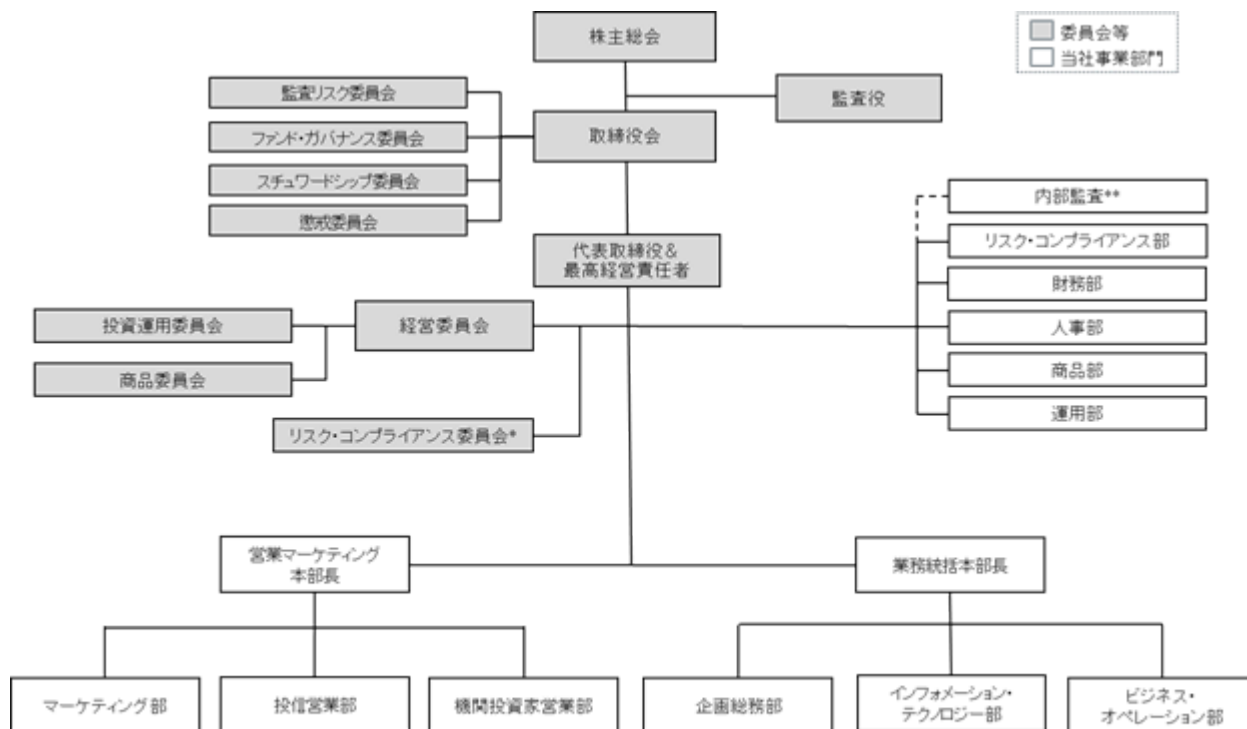 株主総会
委員会等
当社事業部門
監査リスク委員会
監査役
ファンド・ガバナンス委員会
取締役会
スチュワードシップ委員会
懲戒委員会
内部監査**
リスク・コンプライアンス部
代表取締役&
最高経営責任者
財務部
投資運用委員会
経営委員会
人事部
商品委員会
商品部
運用部
リスク・コンプライアンス委員会*
営業マーケティング
本部長
業務統括本部長
マーケティング部
投信営業部
機関投資家営業部
企画総務部
インフォメーション・
テクノロジー部
ビジネス・
オペレーション部